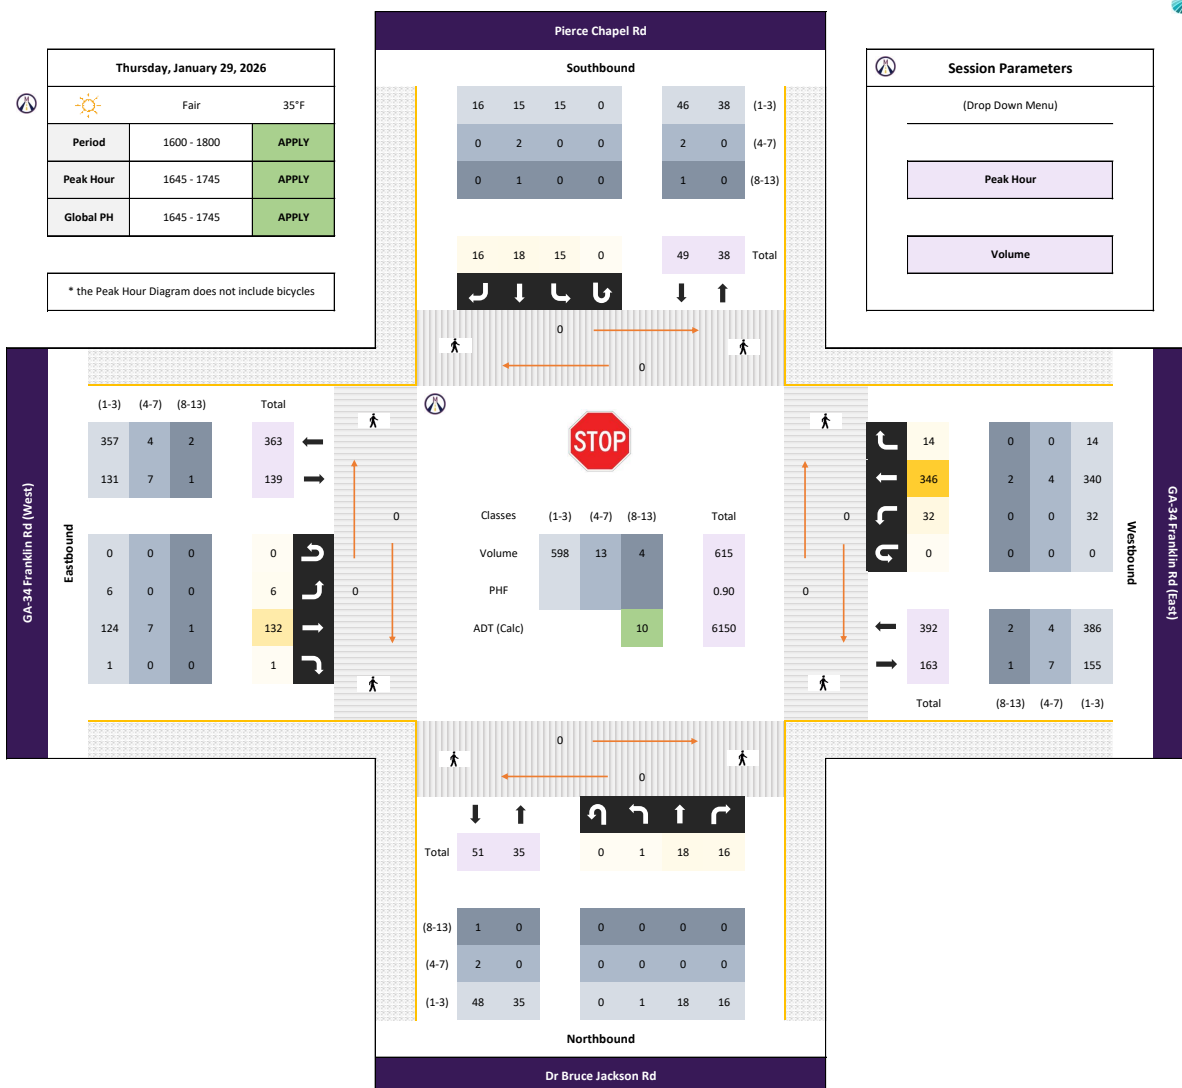 Pierce Chapel Rd
Southbound
Thursday, January 29, 2026
Fair 35°F
Period 1600 - 1800 APPLY
Peak Hour 1645 - 1745 APPLY
Global PH 1645 - 1745 APPLY
* the Peak Hour Diagram does not include bicycles
Session Parameters
(Drop Down Menu)
Peak Hour
Volume
16 15 15 0 46 38 (1-3)
0 2 0 0 2 0 (4-7)
0 1 0 0 1 0 (8-13)
16 18 15 0 49 38 Total
0
0
GA-34 Franklin Rd (West)
Eastbound
(1-3) (4-7) (8-13) Total
357 4 2 363
131 7 1 139
0 0 0 0
6 0 0 6
124 7 1 132
1 0 0 1
0
0
STOP
Classes (1-3) (4-7) (8-13) Total
Volume 598 13 4 615
PHF 0.90
ADT (Calc) 10 6150
0
0
14 0 0 14
346 2 4 340
32 0 0 32
0 0 0 0
392 2 4 386
163 1 7 155
Total (8-13) (4-7) (1-3)
Westbound
GA-34 Franklin Rd (East)
0
0
Total 51 35 0 1 18 16
(8-13) 1 0 0 0 0 0
(4-7) 2 0 0 0 0 0
(1-3) 48 35 0 1 18 16
Northbound
Dr Bruce Jackson Rd